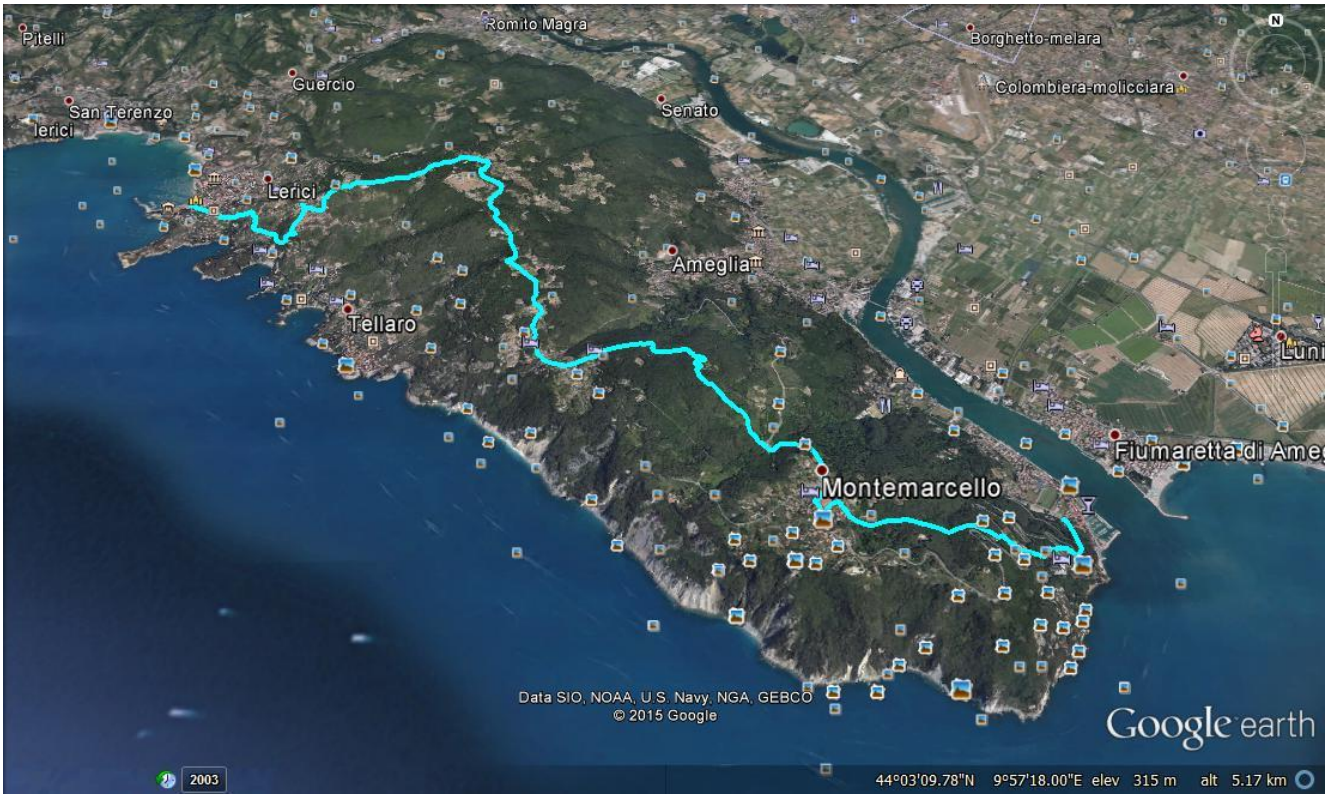 Romito Magra
Pitelli
Borghetto-melara
Guercio
Colombiera-molicciara
San Terenzo
Senato
lerici
Lerici
Ameglia
Tellaro
Luni
Fiumaretta di Ameg
Montemarcello
N
Data SIO, NOAA, U.S. Navy, NGA, GEBCO
© 2015 Google
Google earth
2003
44°03'09.78"N 9°57'18.00"E elev 315 m alt 5.17 km